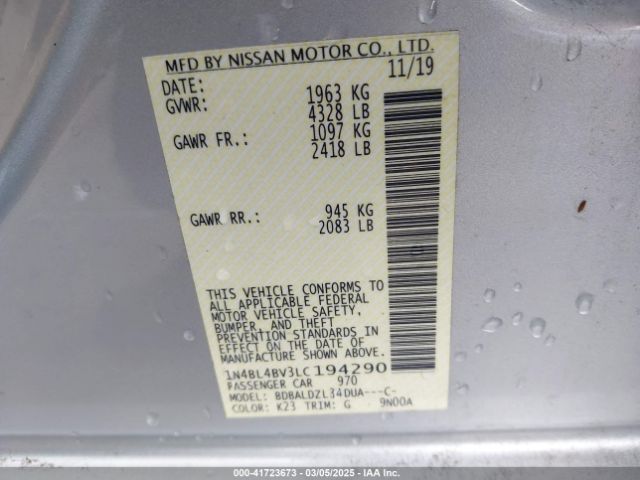 MFD BY NISSAN MOTOR CO., LTD.
DATE: 11/19
GVWR: 1963 KG
4328 LB
GAWR FR.: 1097 KG
2418 LB
GAWR RR.: 945 KG
2083 LB
THIS VEHICLE CONFORMS TO
ALL APPLICABLE FEDERAL
MOTOR VEHICLE SAFETY,
BUMPER, AND THEFT
PREVENTION STANDARDS IN
EFFECT ON THE DATE OF
MANUFACTURE SHOWN ABOVE.
1N4BL4BV3LC194290
PASSENGER CAR 970
MODEL: BDBALDZL34DUA---C-
COLOR: K23 TRIM: G 9N00A
000-41723673 — 03/05/2025 — IAA Inc.